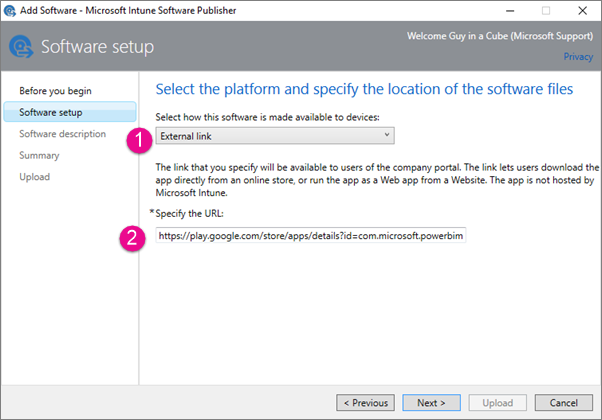 Add Software - Microsoft Intune Software Publisher
Software setup
Welcome Guy in a Cube (Microsoft Support)
Privacy
Before you begin
Software setup
Software description
Summary
Upload
Select the platform and specify the location of the software files
Select how this software is made available to devices:
1
External link
The link that you specify will be available to users of the company portal. The link lets users download the
app directly from an online store, or run the app as a Web app from a Website. The app is not hosted by
Microsoft Intune.
*Specify the URL:
2
https://play.google.com/store/apps/details?id=com.microsoft.powerbim
< Previous
Next >
Upload
Cancel